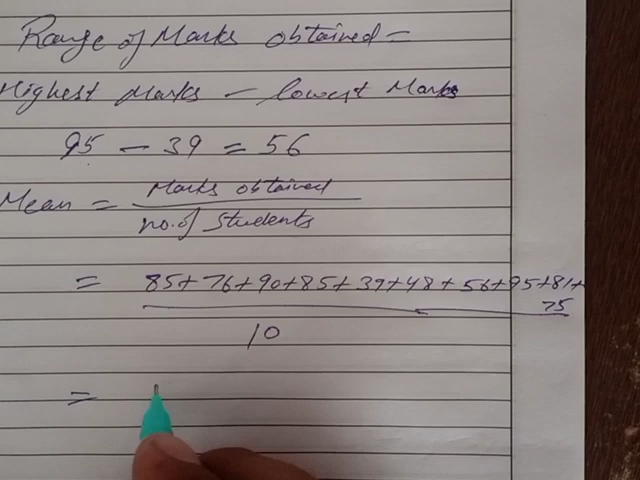 Range of Marks obtained =
Highest Marks - lowest Marks
95 - 39 = 56
Mean = Marks obtained
no. of Students
= 85+76+90+85+39+48+56+95+81+
75
10
=